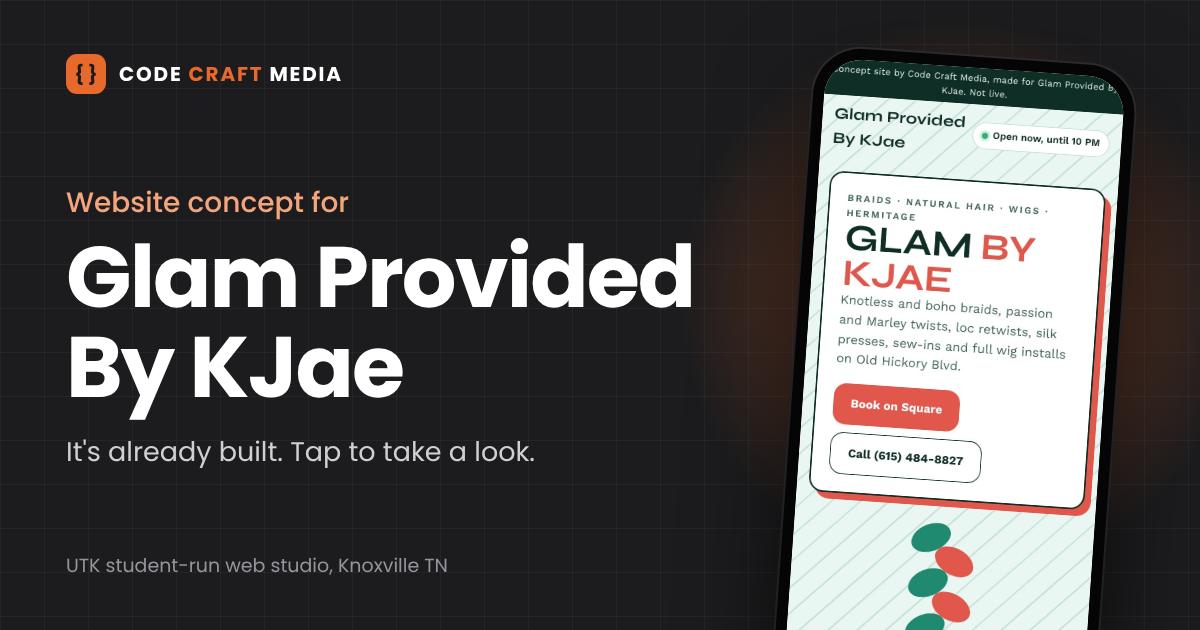 {} CODE CRAFT MEDIA
Website concept for
Glam Provided
By KJae
It's already built. Tap to take a look.
UTK student-run web studio, Knoxville TN
concept site by Code Craft Media, made for Glam Provided By
KJae. Not live.
Glam Provided
By KJae
Open now, until 10 PM
BRAIDS · NATURAL HAIR · WIGS ·
HERMITAGE
GLAM BY
KJAE
Knotless and boho braids, passion
and Marley twists, loc retwists, silk
presses, sew-ins and full wig installs
on Old Hickory Blvd.
Book on Square
Call (615) 484-8827